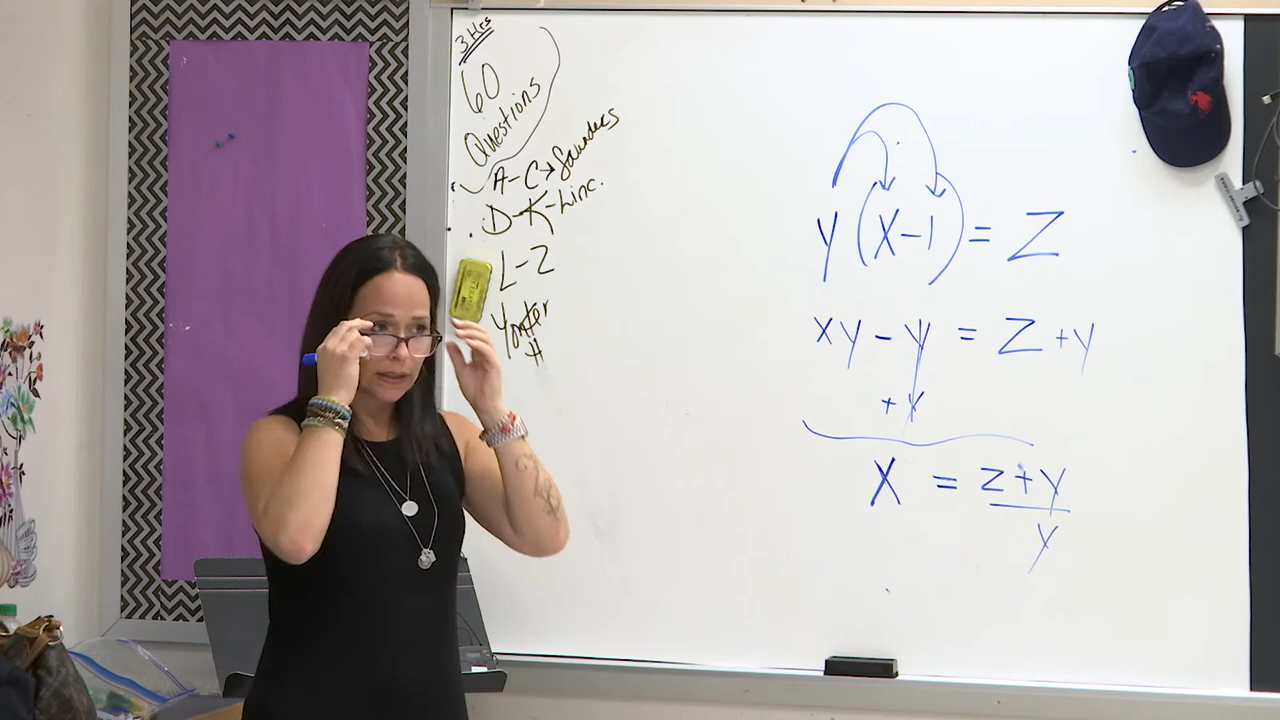 3 Hrs
60
Questions
A-C→Saunders
D-K-Linc.
L-Z
#
y(x-1) = Z
xy - y = Z + y
+ y
x = z + y
y